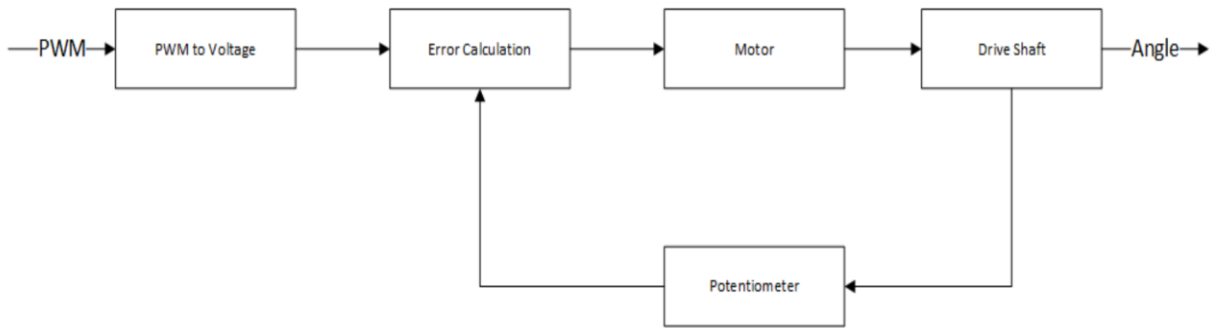 PWM
PWM to Voltage
Error Calculation
Motor
Drive Shaft
Angle
Potentiometer